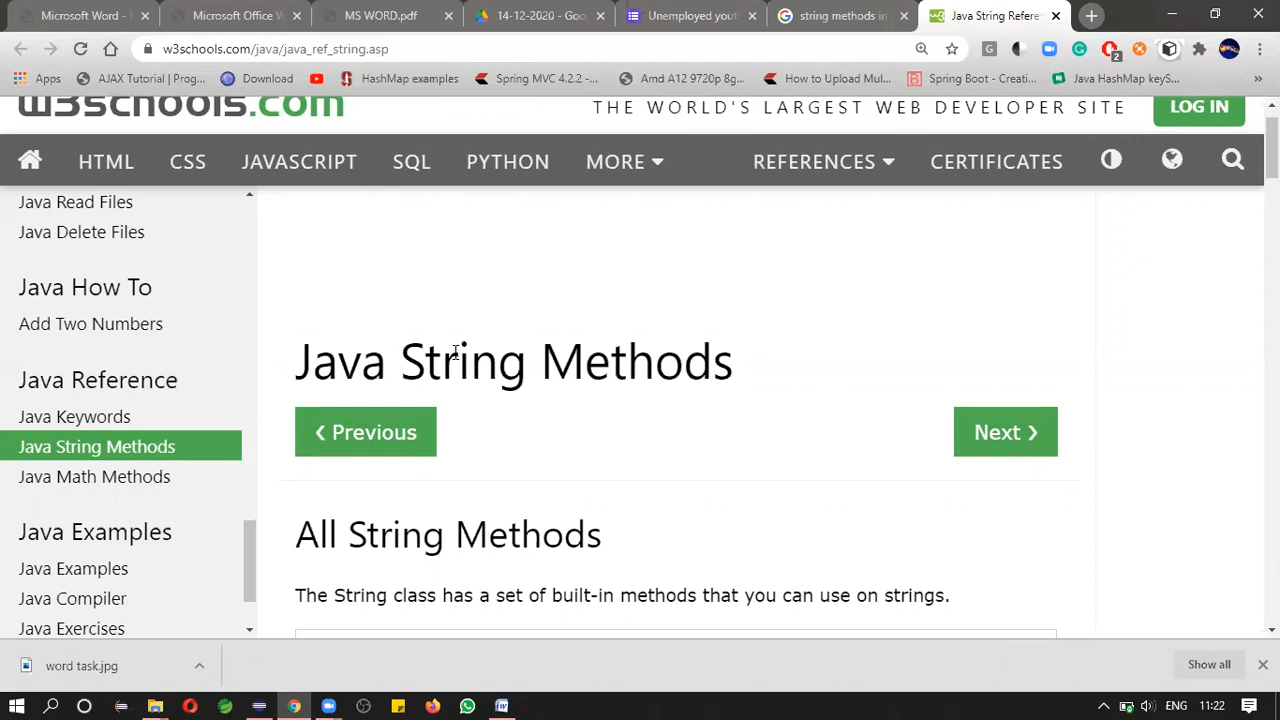 Microsoft Word -
Microsoft Office W
MS WORD.pdf
14-12-2020 - Goo
Unemployed yout
string methods in
Java String Refere
w3schools.com/java/java_ref_string.asp
2
Apps
AJAX Tutorial | Prog...
Download
HashMap examples
Spring MVC 4.2.2 -...
Amd A12 9720p Rg...
How to Upload Mul...
Spring Boot - Creati...
Java HashMap keyS...
»
w3schools.com
THE WORLD'S LARGEST WEB DEVELOPER SITE
LOG IN
HTML
CSS
JAVASCRIPT
SQL
PYTHON
MORE
REFERENCES
CERTIFICATES
Java Read Files
Java Delete Files
Java How To
Add Two Numbers
Java Reference
Java Keywords
Java String Methods
Java Math Methods
Java Examples
Java Examples
Java Compiler
Java Exercises
Java String Methods
❮ Previous
Next ❯
All String Methods
The String class has a set of built-in methods that you can use on strings.
word task.jpg
Show all
ENG
11:22